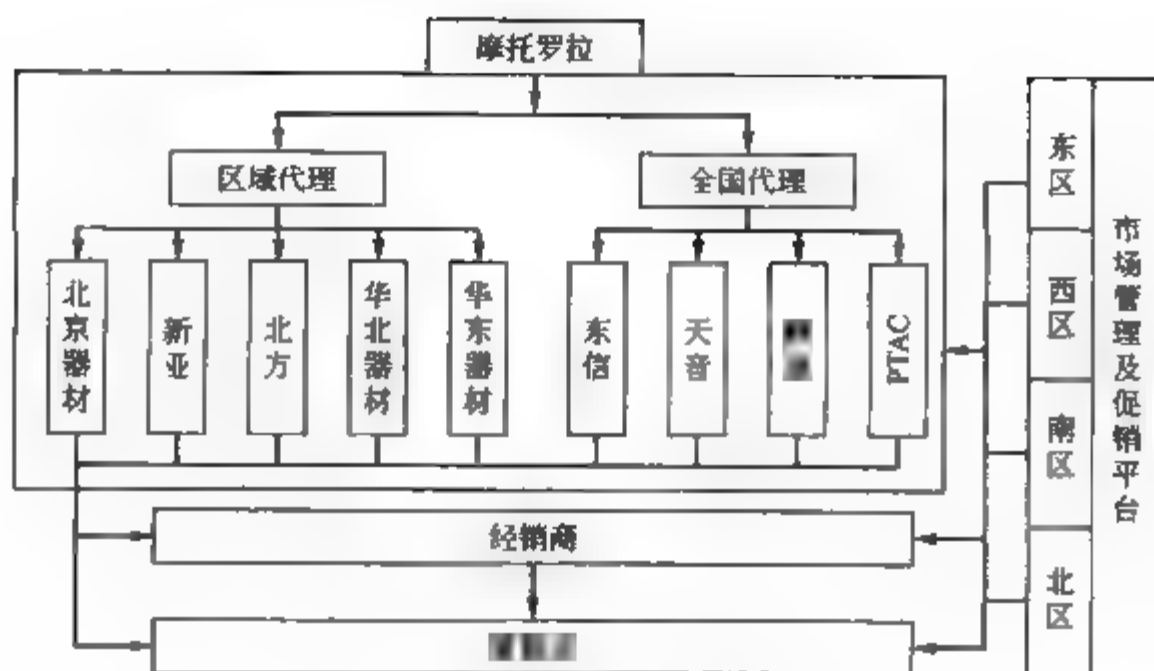 摩托罗拉
区域代理
全国代理
北京器材
新亚
北方
华北器材
华东器材
东信
天音
PTAC
经销商
东区
西区
南区
北区
市场管理及促销平台